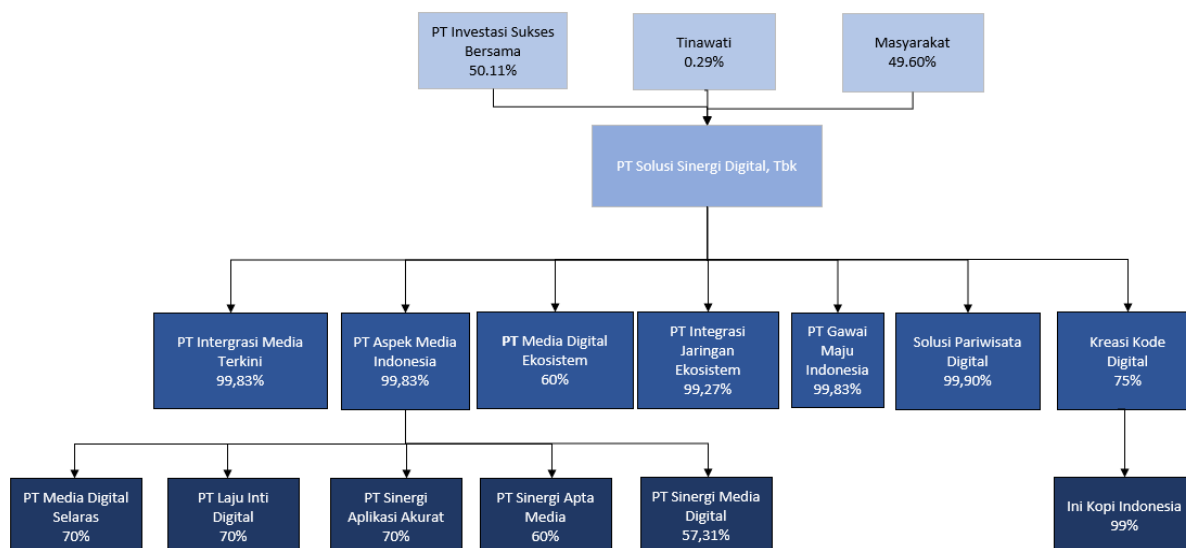 PT Investasi Sukses
Bersama
50.11%
Tinawati
0.29%
Masyarakat
49.60%
PT Solusi Sinergi Digital, Tbk
PT Intergrasi Media
Terkini
99,83%
PT Aspek Media
Indonesia
99,83%
PT Media Digital
Ekosistem
60%
PT Integrasi
Jaringan
Ekosistem
99,27%
PT Gawai
Maju
Indonesia
99,83%
Solusi Pariwisata
Digital
99,90%
Kreasi Kode
Digital
75%
PT Media Digital
Selaras
70%
PT Laju Inti
Digital
70%
PT Sinergi
Aplikasi Akurat
70%
PT Sinergi Apta
Media
60%
PT Sinergi Media
Digital
57,31%
Ini Kopi Indonesia
99%